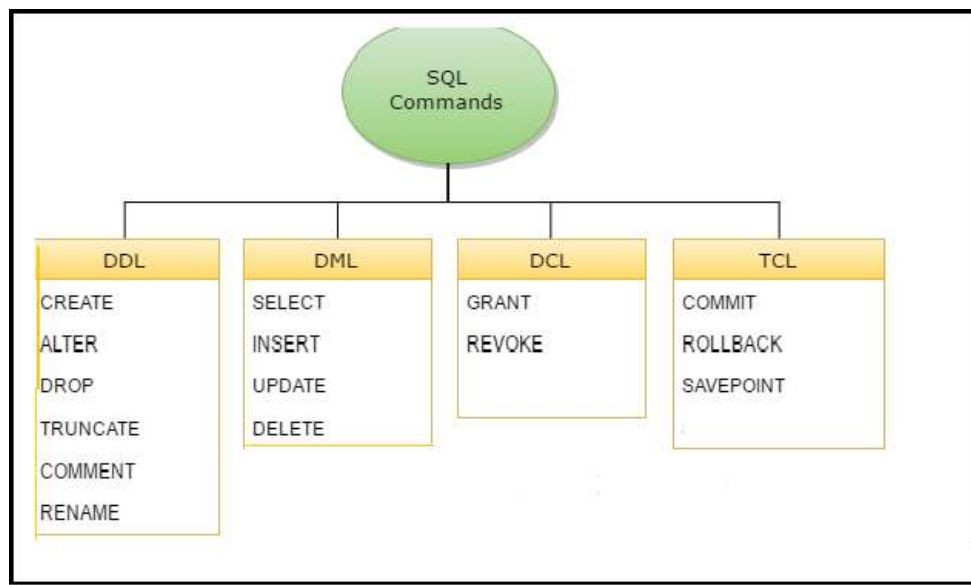 SQL
Commands
DDL
CREATE
ALTER
DROP
TRUNCATE
COMMENT
RENAME
DML
SELECT
INSERT
UPDATE
DELETE
DCL
GRANT
REVOKE
TCL
COMMIT
ROLLBACK
SAVEPOINT